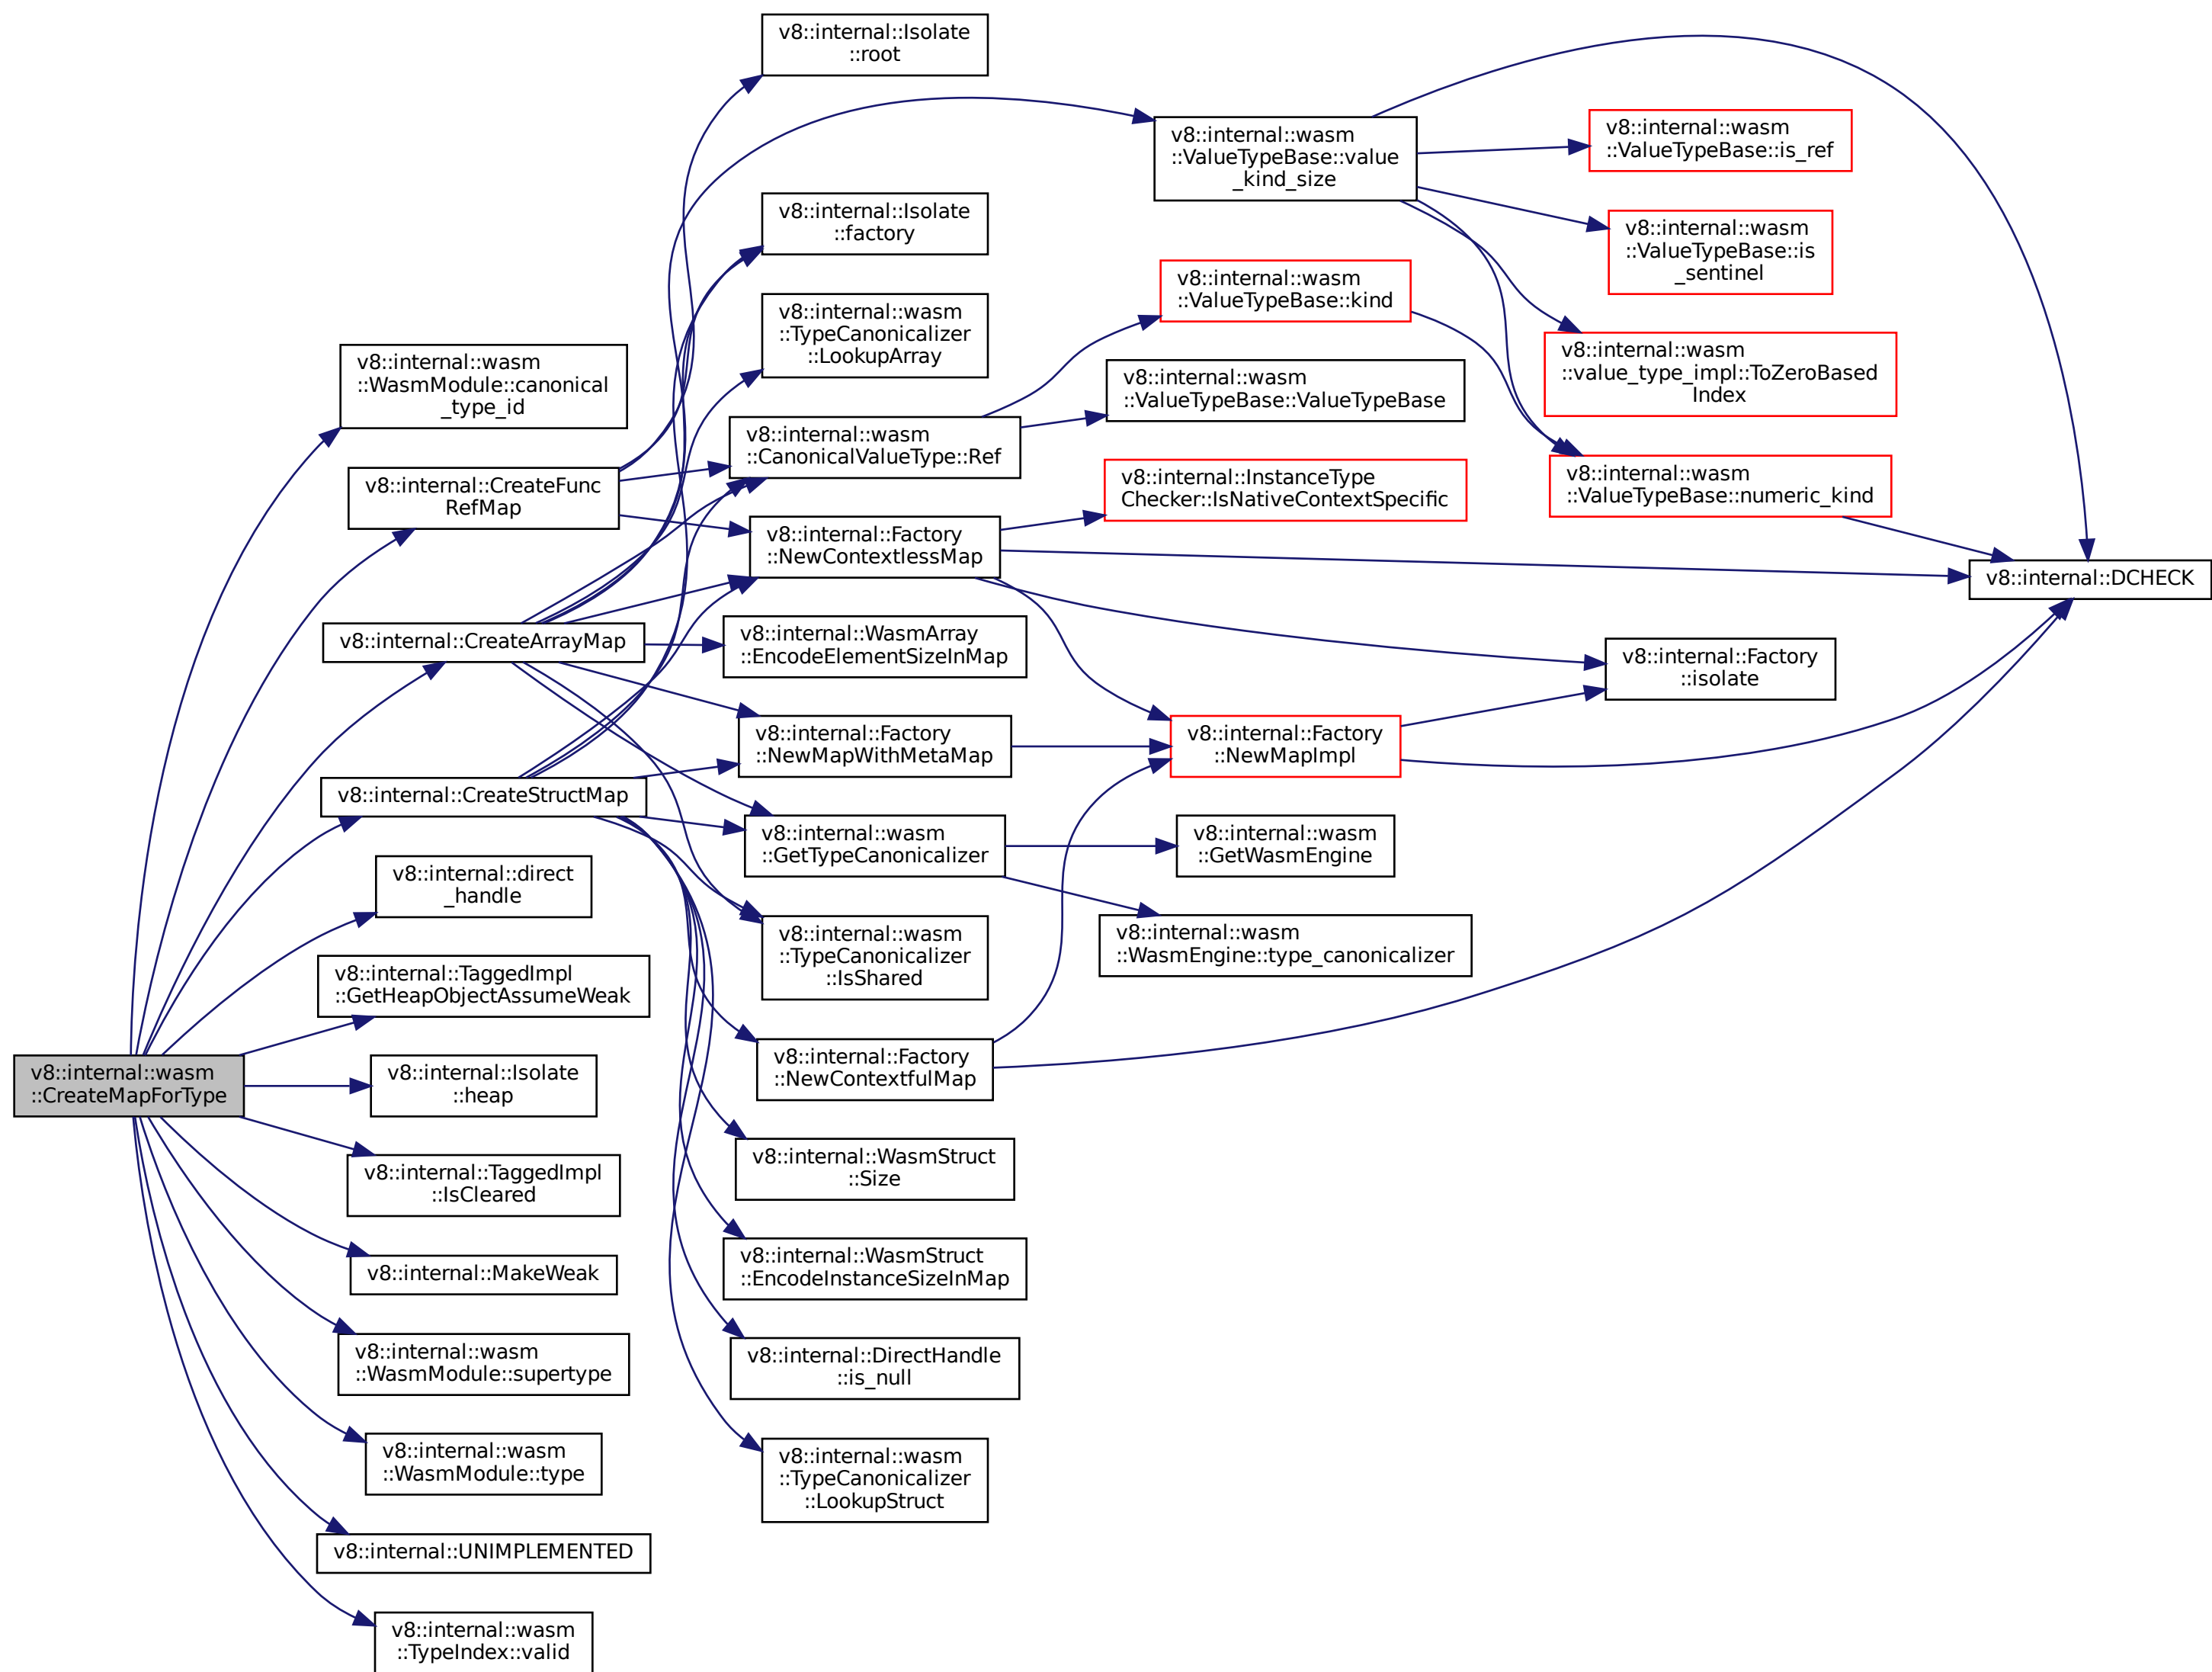 v8::internal::wasm
::CreateMapForType
v8::internal::wasm
::WasmModule::canonical
_type_id
v8::internal::CreateFunc
RefMap
v8::internal::CreateArrayMap
v8::internal::CreateStructMap
v8::internal::direct
_handle
v8::internal::TaggedImpl
::GetHeapObjectAssumeWeak
v8::internal::Isolate
::heap
v8::internal::TaggedImpl
::IsCleared
v8::internal::MakeWeak
v8::internal::wasm
::WasmModule::supertype
v8::internal::wasm
::WasmModule::type
v8::internal::UNIMPLEMENTED
v8::internal::wasm
::TypeIndex::valid
v8::internal::Isolate
::root
v8::internal::Isolate
::factory
v8::internal::wasm
::TypeCanonicalizer
::LookupArray
v8::internal::wasm
::CanonicalValueType::Ref
v8::internal::Factory
::NewContextlessMap
v8::internal::WasmArray
::EncodeElementSizeInMap
v8::internal::Factory
::NewMapWithMetaMap
v8::internal::wasm
::GetTypeCanonicalizer
v8::internal::wasm
::TypeCanonicalizer
::IsShared
v8::internal::Factory
::NewContextfulMap
v8::internal::WasmStruct
::Size
v8::internal::WasmStruct
::EncodeInstanceSizeInMap
v8::internal::DirectHandle
::is_null
v8::internal::wasm
::TypeCanonicalizer
::LookupStruct
v8::internal::wasm
::ValueTypeBase::value
_kind_size
v8::internal::wasm
::ValueTypeBase::kind
v8::internal::wasm
::ValueTypeBase::ValueTypeBase
v8::internal::InstanceType
Checker::IsNativeContextSpecific
v8::internal::Factory
::NewMapImpl
v8::internal::wasm
::GetWasmEngine
v8::internal::wasm
::WasmEngine::type_canonicalizer
v8::internal::wasm
::ValueTypeBase::is_ref
v8::internal::wasm
::ValueTypeBase::is
_sentinel
v8::internal::wasm
::value_type_impl::ToZeroBased
Index
v8::internal::wasm
::ValueTypeBase::numeric_kind
v8::internal::Factory
::isolate
v8::internal::DCHECK